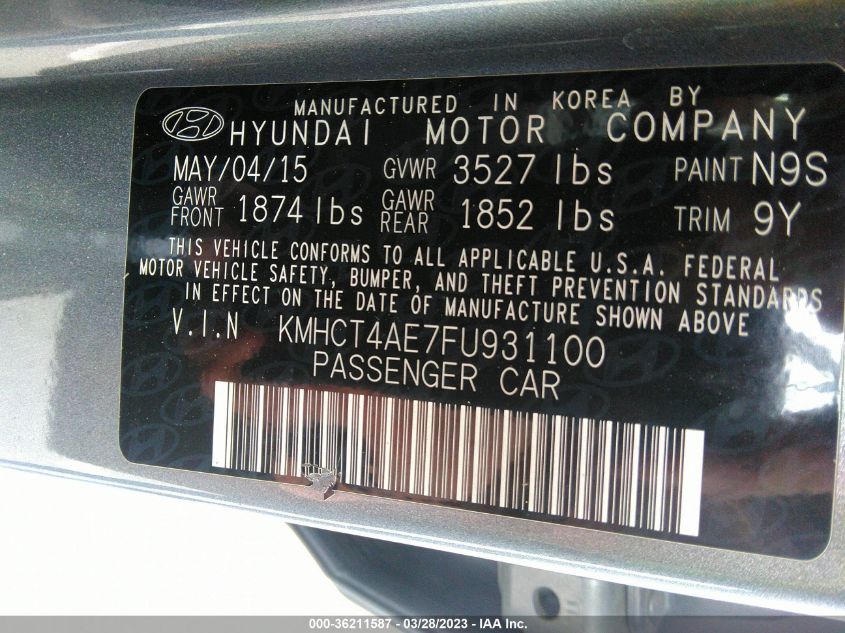 MANUFACTURED IN KOREA BY
HYUNDAI MOTOR COMPANY
MAY/04/15 GVWR 3527 lbs PAINT N9S
GAWR FRONT 1874 lbs GAWR REAR 1852 lbs TRIM 9Y
THIS VEHICLE CONFORMS TO ALL APPLICABLE U.S.A. FEDERAL
MOTOR VEHICLE SAFETY, BUMPER, AND THEFT PREVENTION STANDARDS
IN EFFECT ON THE DATE OF MANUFACTURE SHOWN ABOVE
V.I.N KMHCT4AE7FU931100
PASSENGER CAR
000-36211587 - 03/28/2023 - IAA Inc.